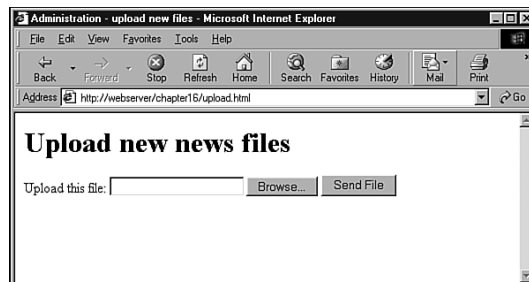 Administration - upload new files - Microsoft Internet Explorer
File Edit View Favorites Tools Help
Back Forward Stop Refresh Home Search Favorites History Mail Print
Address http://webserver/chapter16/upload.html Go
Upload new news files
Upload this file: Browse... Send File